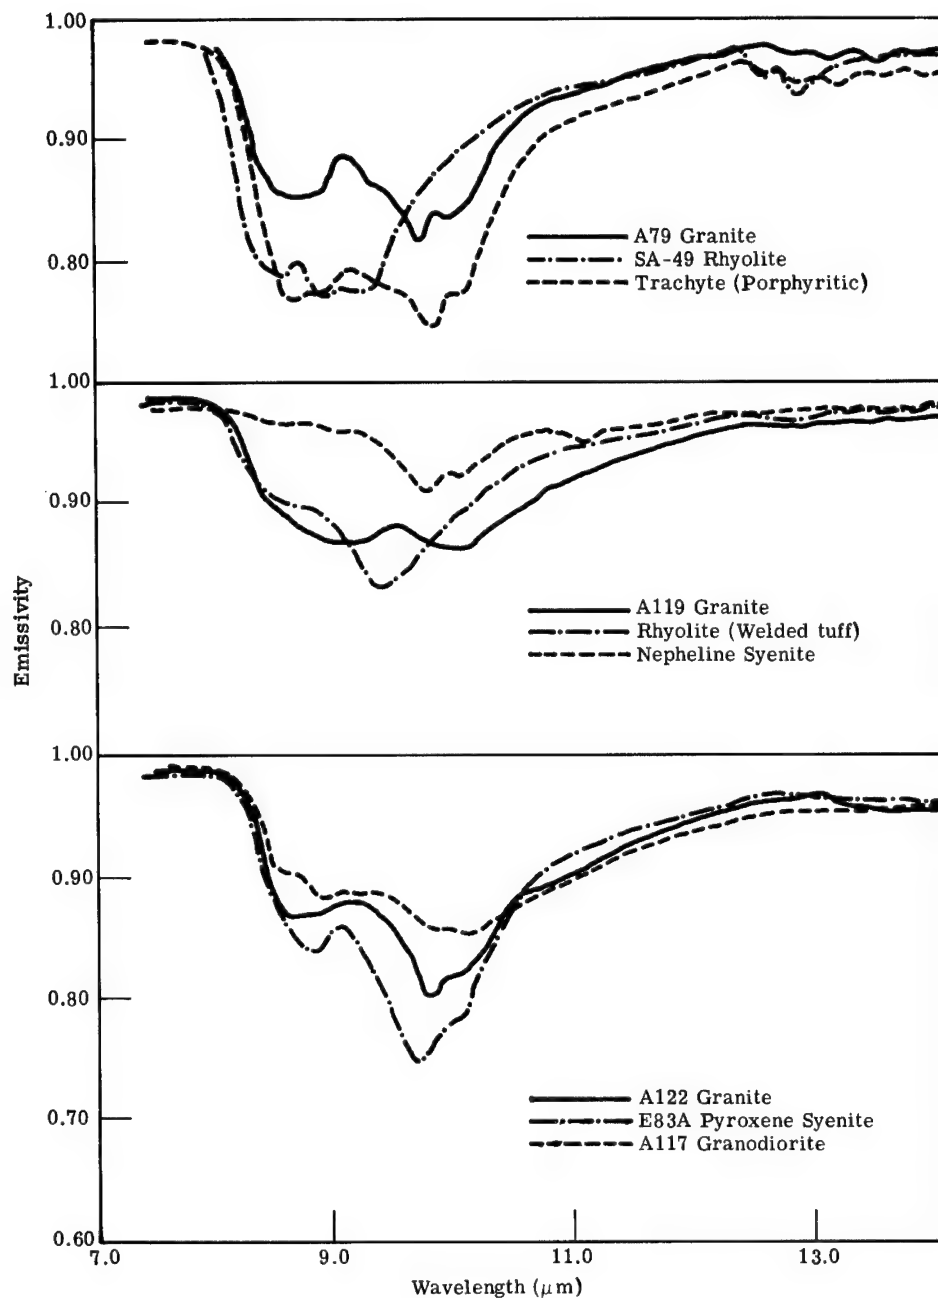 1.00
0.90
0.80
A79 Granite
SA-49 Rhyolite
Trachyte (Porphyritic)
1.00
0.90
0.80
A119 Granite
Rhyolite (Welded tuff)
Nepheline Syenite
Emissivity
1.00
0.90
0.80
0.70
0.60
A122 Granite
E83A Pyroxene Syenite
A117 Granodiorite
7.0 9.0 11.0 13.0
Wavelength (μm)